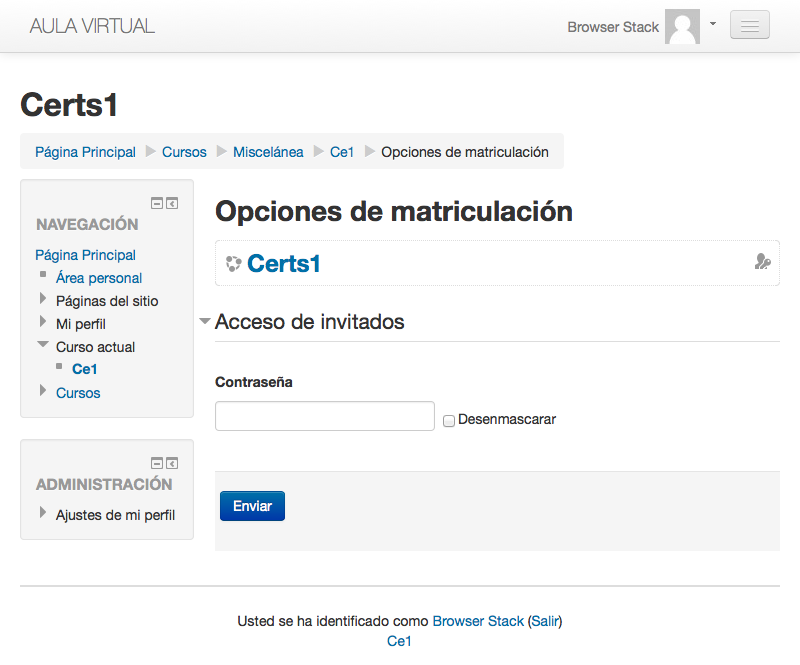 AULA VIRTUAL
Browser Stack
Certs1
Página Principal Cursos Miscelánea Ce1 Opciones de matriculación
NAVEGACIÓN
Página Principal
Área personal
Páginas del sitio
Mi perfil
Curso actual
Ce1
Cursos
ADMINISTRACIÓN
Ajustes de mi perfil
Opciones de matriculación
Certs1
Acceso de invitados
Contraseña
Desenmascarar
Enviar
Usted se ha identificado como Browser Stack (Salir)
Ce1